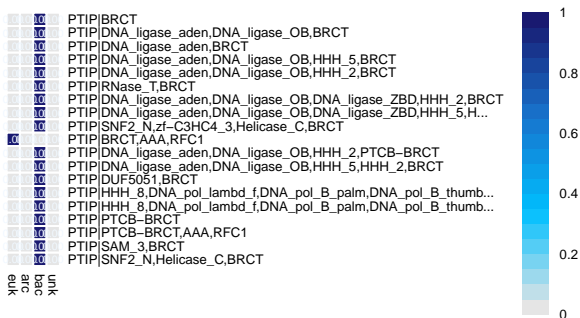 PTIP|BRCT
PTIP|DNA_ligase_aden,DNA_ligase_OB,BRCT
PTIP|DNA_ligase_aden,BRCT
PTIP|DNA_ligase_aden,DNA_ligase_OB,HHH_5,BRCT
PTIP|DNA_ligase_aden,DNA_ligase_OB,HHH_2,BRCT
PTIP|RNase_T,BRCT
PTIP|DNA_ligase_aden,DNA_ligase_OB,DNA_ligase_ZBD,HHH_2,BRCT
PTIP|DNA_ligase_aden,DNA_ligase_OB,DNA_ligase_ZBD,HHH_5,H...
PTIP|SNF2_N,zf−C3HC4_3,Helicase_C,BRCT
PTIP|BRCT,AAA,RFC1
PTIP|DNA_ligase_aden,DNA_ligase_OB,HHH_2,PTCB−BRCT
PTIP|DNA_ligase_aden,DNA_ligase_OB,HHH_5,HHH_2,BRCT
PTIP|DUF5051,BRCT
PTIP|HHH_8,DNA_pol_lambd_f,DNA_pol_B_palm,DNA_pol_B_thumb...
PTIP|HHH_8,DNA_pol_lambd_f,DNA_pol_B_palm,DNA_pol_B_thumb...
PTIP|PTCB−BRCT
PTIP|PTCB−BRCT,AAA,RFC1
PTIP|SAM_3,BRCT
PTIP|SNF2_N,Helicase_C,BRCT
euk
arc
bac
unk
1
0.8
0.6
0.4
0.2
0